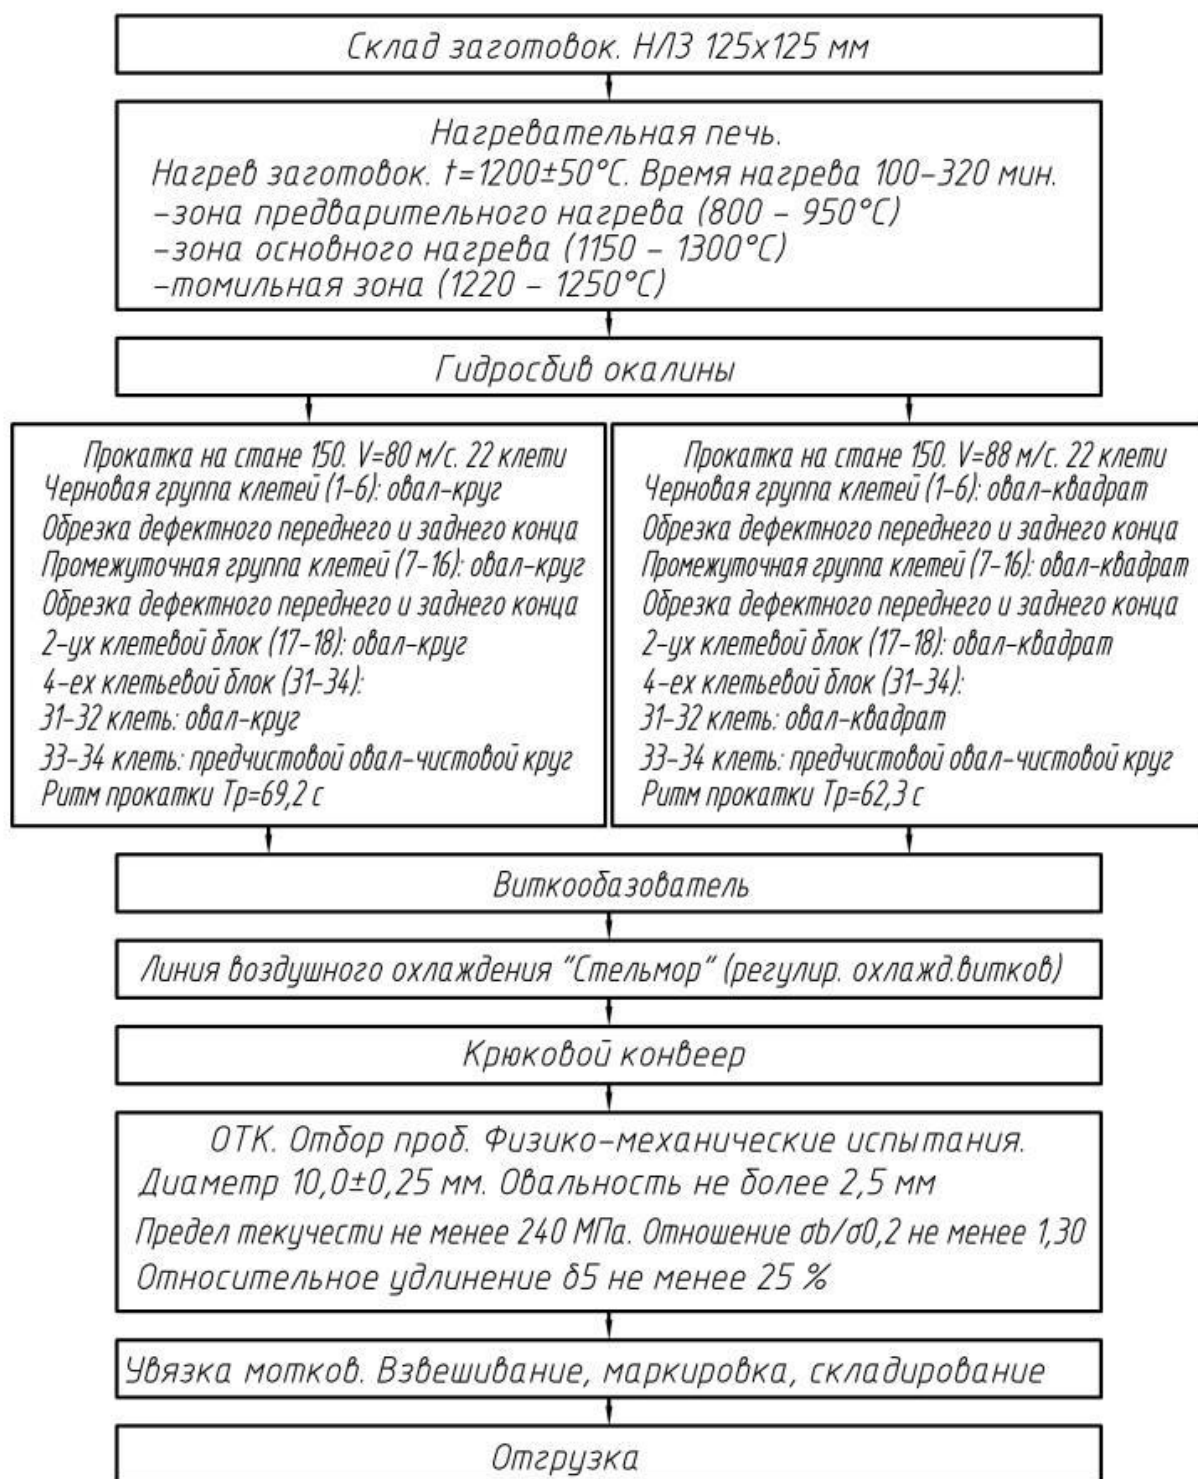 Склад заготовок. НЛЗ 125х125 мм
Нагревательная печь.
Нагрев заготовок. t=1200±50°С. Время нагрева 100-320 мин.
-зона предварительного нагрева (800 - 950°С)
-зона основного нагрева (1150 - 1300°С)
-томильная зона (1220 - 1250°С)
Гидросбив окалины
Прокатка на стане 150. V=80 м/с. 22 клети
Черновая группа клетей (1-6): овал-круг
Обрезка дефектного переднего и заднего конца
Промежуточная группа клетей (7-16): овал-круг
Обрезка дефектного переднего и заднего конца
2-ух клетевой блок (17-18): овал-круг
4-ех клетьевой блок (31-34):
31-32 клеть: овал-круг
33-34 клеть: предчистовой овал-чистовой круг
Ритм прокатки Тр=69,2 с
Прокатка на стане 150. V=88 м/с. 22 клети
Черновая группа клетей (1-6): овал-квадрат
Обрезка дефектного переднего и заднего конца
Промежуточная группа клетей (7-16): овал-квадрат
Обрезка дефектного переднего и заднего конца
2-ух клетевой блок (17-18): овал-квадрат
4-ех клетьевой блок (31-34):
31-32 клеть: овал-квадрат
33-34 клеть: предчистовой овал-чистовой круг
Ритм прокатки Тр=62,3 с
Виткообазователь
Линия воздушного охлаждения "Стельмор" (регулир. охлажд.витков)
Крюковой конвеер
ОТК. Отбор проб. Физико-механические испытания.
Диаметр 10,0±0,25 мм. Овальность не более 2,5 мм
Предел текучести не менее 240 МПа. Отношение σb/σ0,2 не менее 1,30
Относительное удлинение δ5 не менее 25 %
Увязка мотков. Взвешивание, маркировка, складирование
Отгрузка